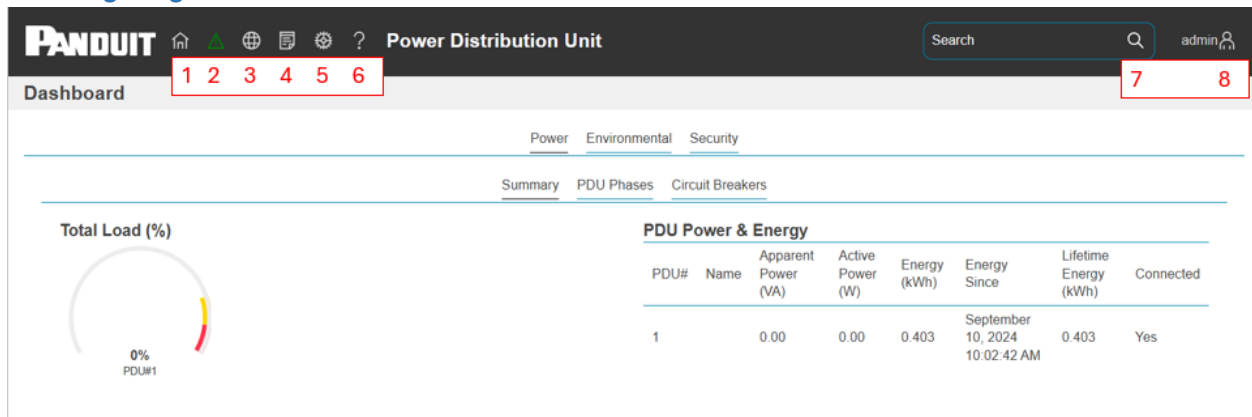 PANDUIT ? Power Distribution Unit Search admin
1 2 3 4 5 6 7 8
Dashboard
Power Environmental Security
Summary PDU Phases Circuit Breakers
Total Load (%)
0%
PDU#1
PDU Power & Energy
PDU# Name Apparent Power (VA) Active Power (W) Energy (kWh) Energy Since Lifetime Energy (kWh) Connected
1 0.00 0.00 0.403 September 10, 2024 10:02:42 AM 0.403 Yes